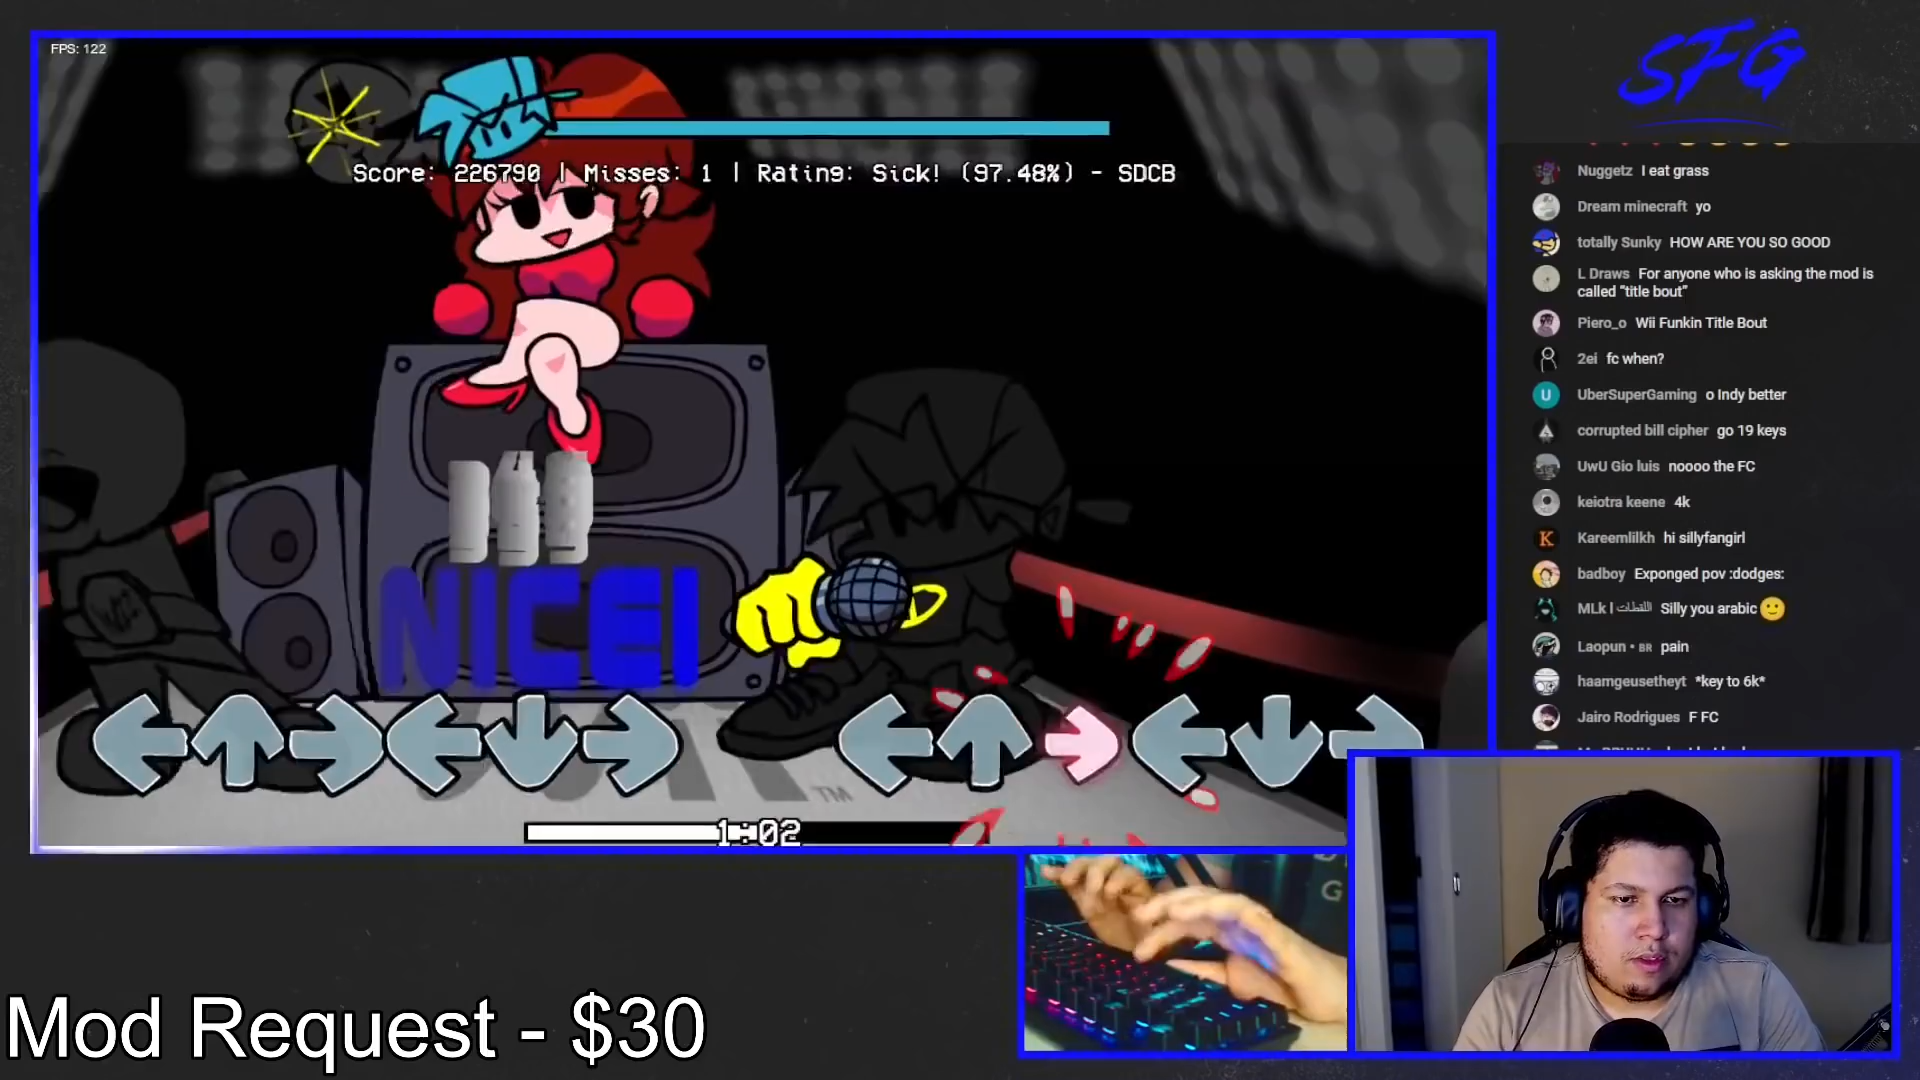 FPS: 122
SFG
Score: 226790 | Misses: 1 | Rating: Sick! (97.48%) - SDCB
Nuggetz I eat grass
Dream minecraft yo
totally Sunky HOW ARE YOU SO GOOD
L Draws For anyone who is asking the mod is
called "title bout"
Piero_o Wii Funkin Title Bout
2ei fc when?
U UberSuperGaming o Indy better
corrupted bill cipher go 19 keys
UwU Gio luis noooo the FC
keiotra keene 4k
K Kareemlilkh hi sillyfangirl
badboy Exponged pov :dodges:
MLk | اللقطات Silly you arabic 🙂
Laopun • BR pain
haamgeusetheyt *key to 6k*
Jairo Rodrigues F FC
NICE!
TM
1:02
G
Mod Request - $30